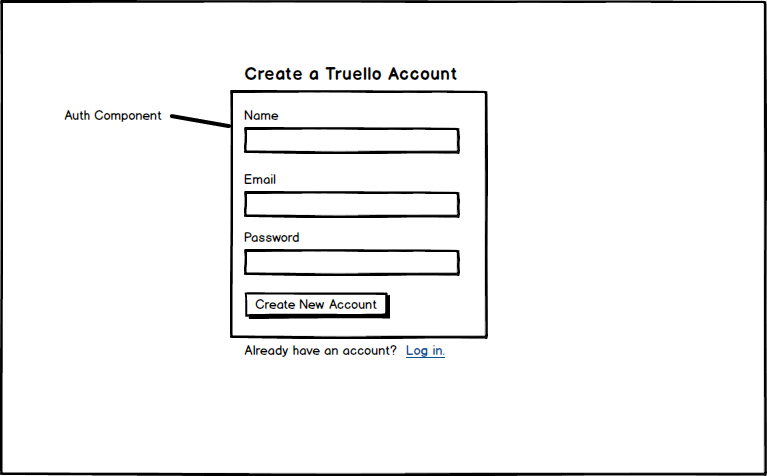 Create a Truello Account
Auth Component
Name
Email
Password
Create New Account
Already have an account? Log in.